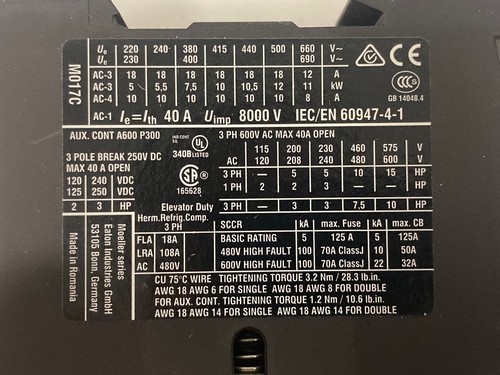 M017C
Ue 220 240 380 415 440 500 660 V~
Ue 230 400 690 V~
AC-3 18 18 18 18 18 18 12 A
AC-3 5 5,5 7,5 10 10,5 12 11 kW
AC-4 10 10 10 10 10 10 8 A
AC-1 Ie=Ith 40 A Uimp 8000 V IEC/EN 60947-4-1
CE
CCC
GB 14048.4
AUX. CONT A600 P300
3 POLE BREAK 250V DC
MAX 40 A OPEN
120 240 VDC
125 250 VDC
2 3 HP
IND.CONT.EQ.
UL
340B LISTED
SA
165628
3 PH 600V AC MAX 40A OPEN
115 200 230 460 575 V
AC 120 208 240 480 600 V
3 PH — 5 5 10 15 HP
1 PH 2 3 3 — — HP
3 PH — 3 3 7,5 10 HP
Elevator Duty
Herm.Refrig.Comp.
3 PH
FLA 18A
LRA 108A
AC 480V
SCCR kA max. Fuse kA max. CB
BASIC RATING 5 125 A 5 125A
480V HIGH FAULT 100 70A ClassJ 10 50A
600V HIGH FAULT 100 70A ClassJ 22 32A
Moeller series
Eaton Industries GmbH
53105 Bonn, Germany
Made in Romania
CU 75°C WIRE TIGHTENING TORQUE 3.2 Nm / 28.3 lb.in.
AWG 18 AWG 6 FOR SINGLE AWG 18 AWG 8 FOR DOUBLE
FOR AUX. CONT. TIGHTENING TORQUE 1.2 Nm / 10.6 lb.in.
AWG 18 AWG 14 FOR SINGLE AWG 18 AWG 14 FOR DOUBLE